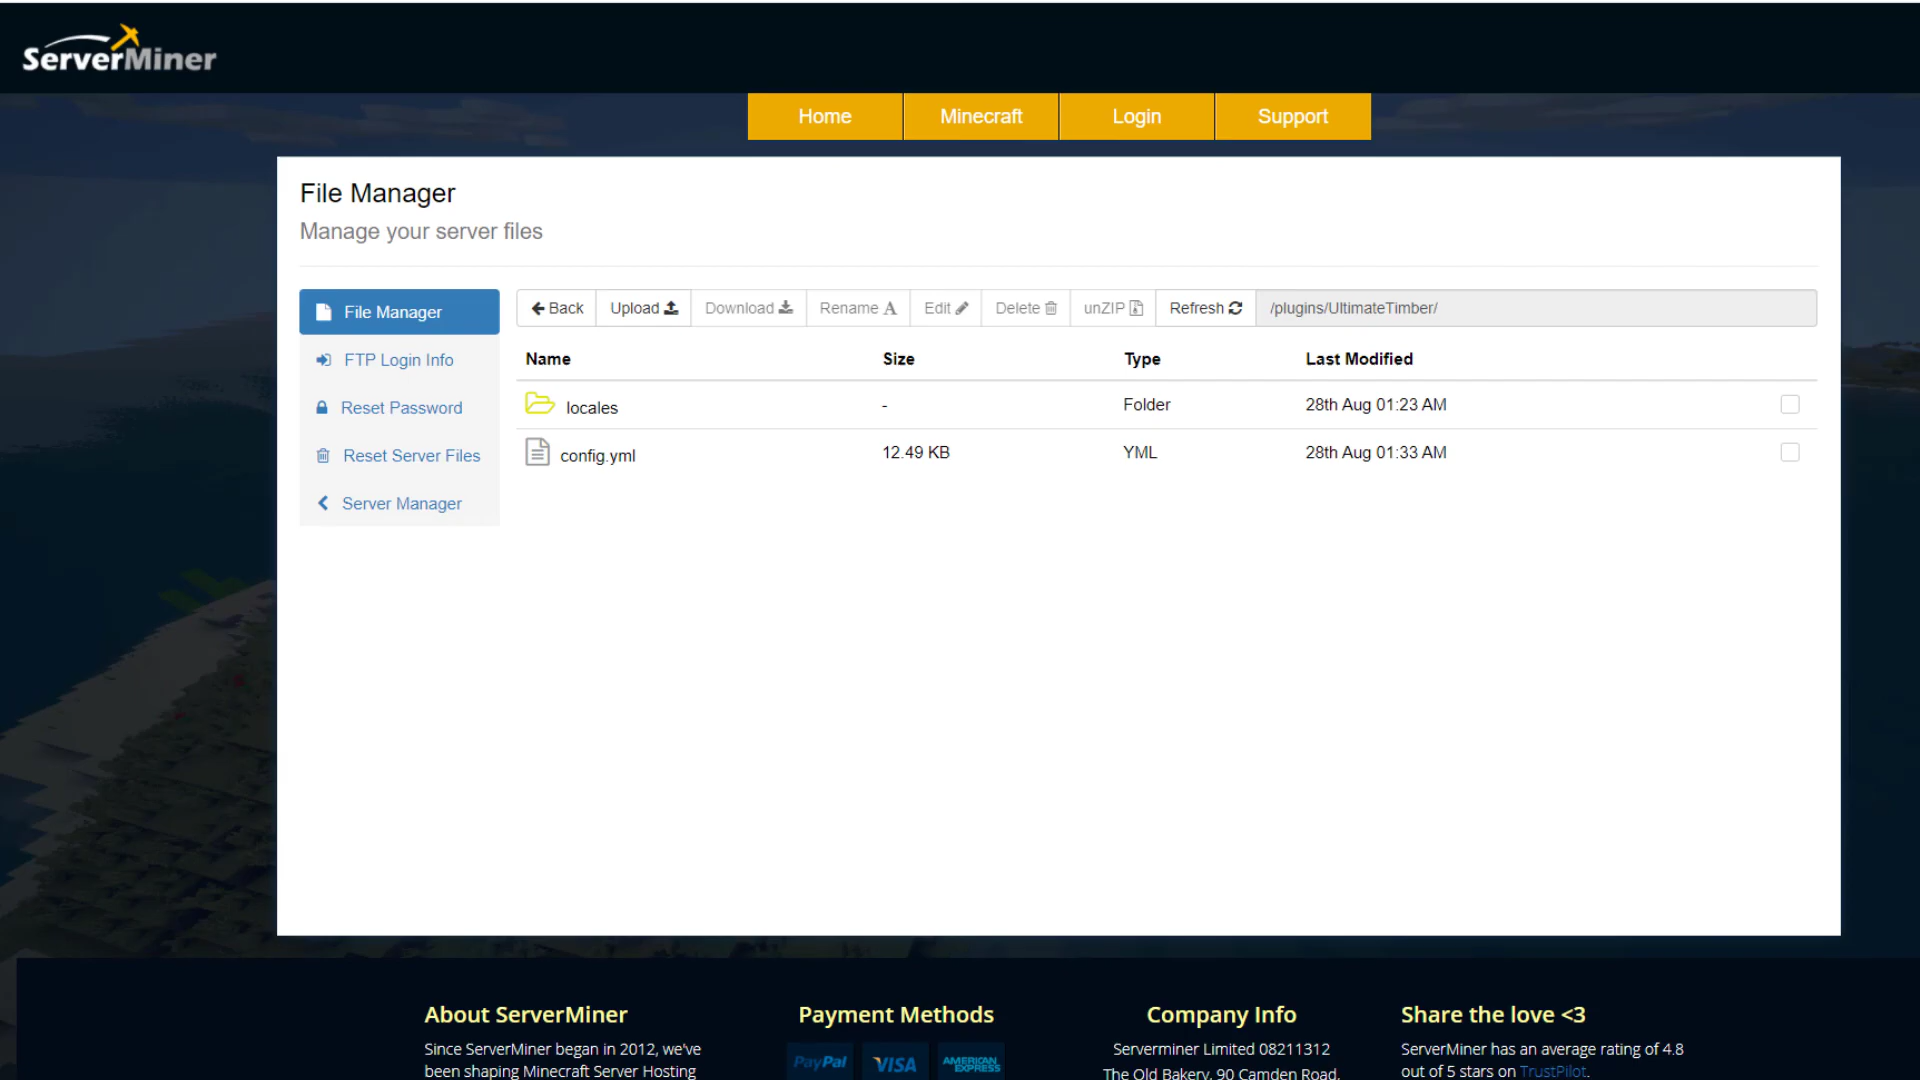 ServerMiner
Home Minecraft Login Support
File Manager
Manage your server files
File Manager
FTP Login Info
Reset Password
Reset Server Files
Server Manager
Back Upload Download Rename A Edit Delete unZIP Refresh /plugins/UltimateTimber/
Name Size Type Last Modified
locales - Folder 28th Aug 01:23 AM
config.yml 12.49 KB YML 28th Aug 01:33 AM
About ServerMiner
Since ServerMiner began in 2012, we've
been shaping Minecraft Server Hosting
Payment Methods
PayPal VISA AMERICAN EXPRESS
Company Info
Serverminer Limited 08211312
The Old Bakery, 90 Camden Road,
Share the love <3
ServerMiner has an average rating of 4.8
out of 5 stars on TrustPilot.